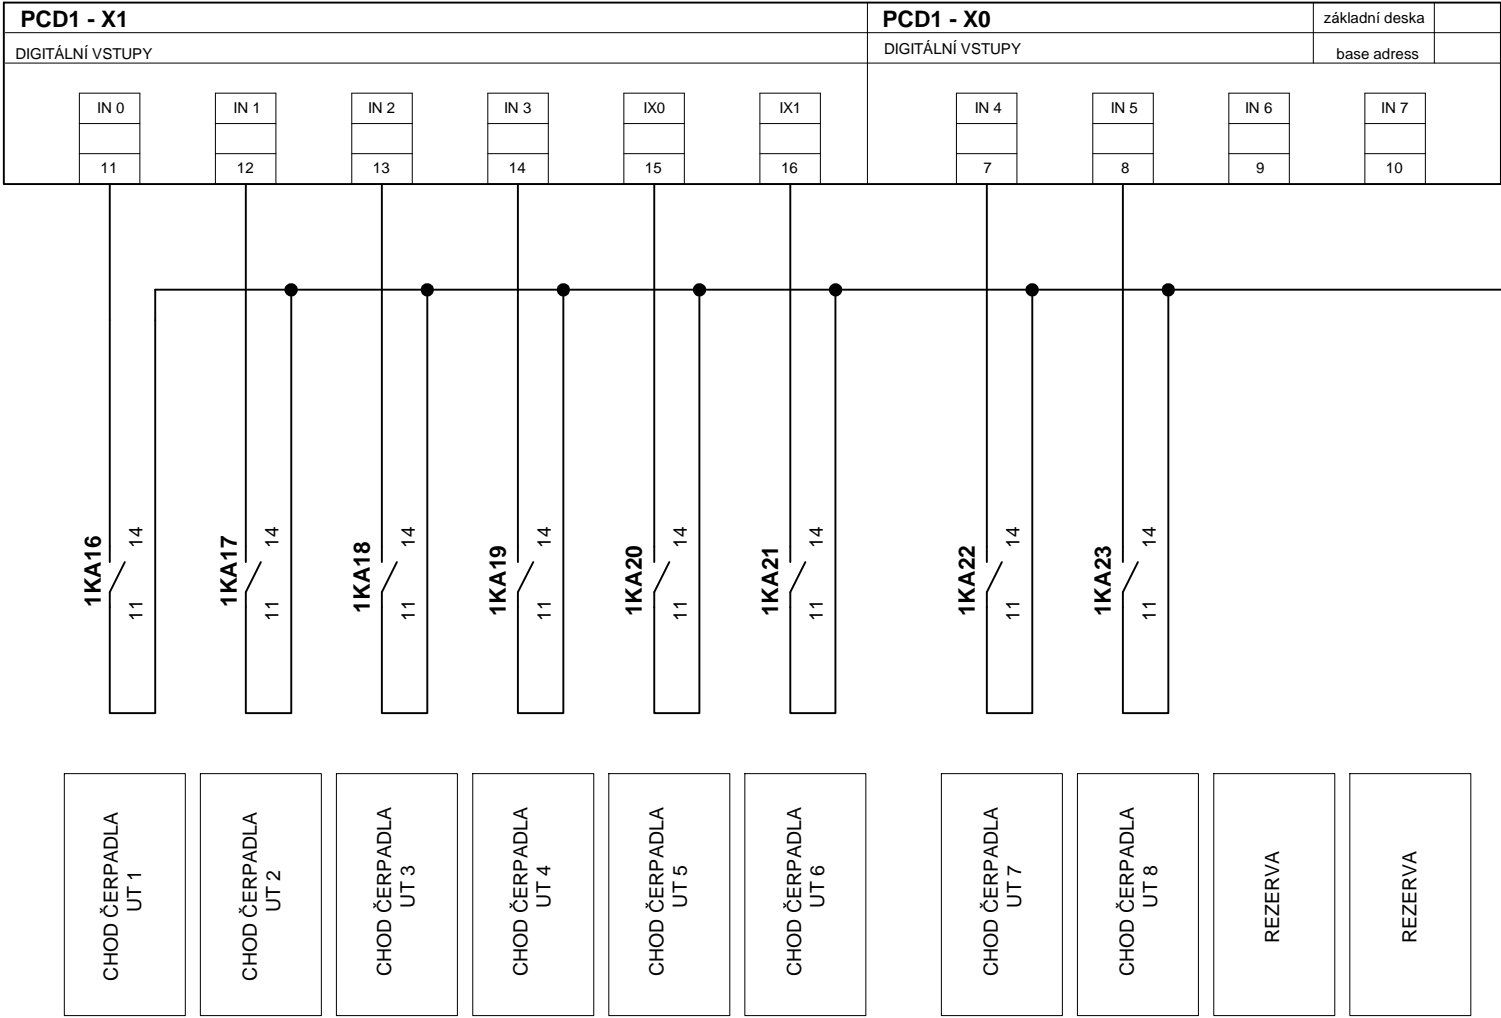 PCD1 - X1
PCD1 - X0
základní deska
DIGITÁLNÍ VSTUPY
DIGITÁLNÍ VSTUPY
base adress
IN 0
IN 1
IN 2
IN 3
IX0
IX1
IN 4
IN 5
IN 6
IN 7
11
12
13
14
15
16
7
8
9
10
1KA16
14
11
1KA17
14
11
1KA18
14
11
1KA19
14
11
1KA20
14
11
1KA21
14
11
1KA22
14
11
1KA23
14
11
CHOD ČERPADLA
UT 1
CHOD ČERPADLA
UT 2
CHOD ČERPADLA
UT 3
CHOD ČERPADLA
UT 4
CHOD ČERPADLA
UT 5
CHOD ČERPADLA
UT 6
CHOD ČERPADLA
UT 7
CHOD ČERPADLA
UT 8
REZERVA
REZERVA